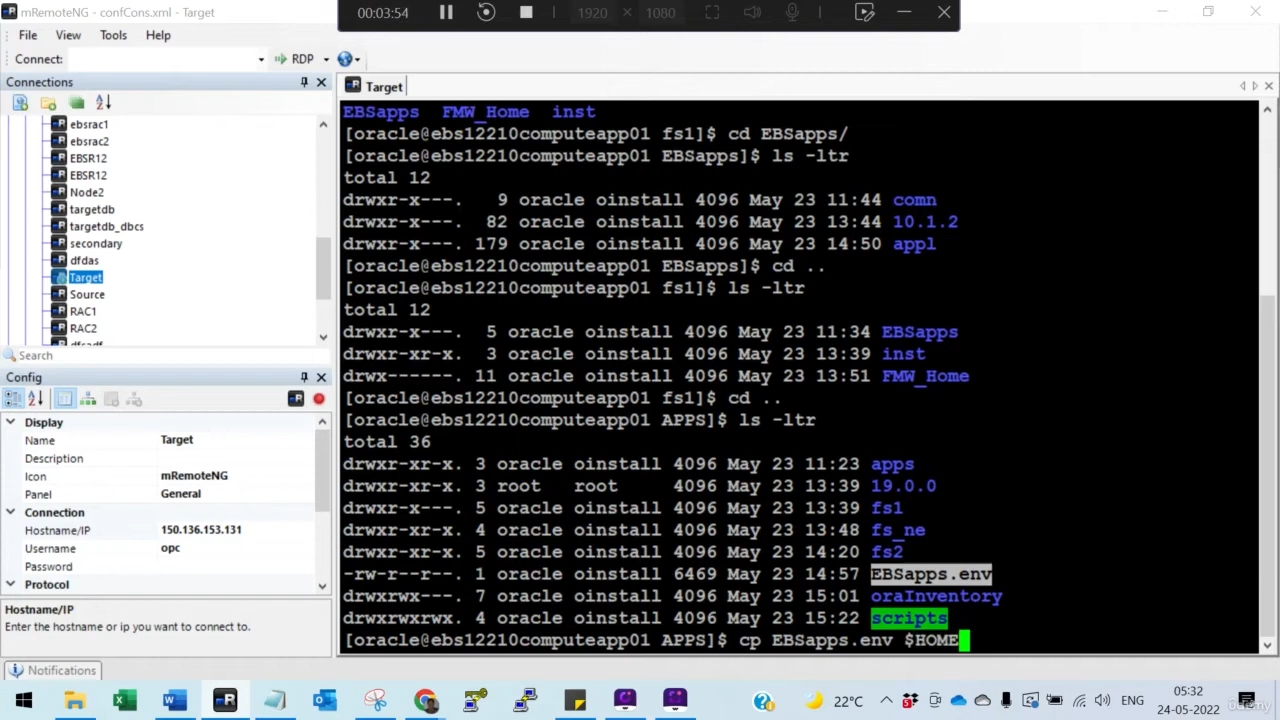 mRemoteNG - confCons.xml - Target
00:03:54
1920 × 1080
File View Tools Help
Connect:
RDP
Connections
Target
ebsrac1
ebsrac2
EBSR12
EBSR12
Node2
targetdb
targetdb_dbcs
secondary
dfdas
Target
Source
RAC1
RAC2
dfsadf
Search
Config
Display
Name Target
Description
Icon mRemoteNG
Panel General
Connection
Hostname/IP 150.136.153.131
Username opc
Password
Protocol
Hostname/IP
Enter the hostname or ip you want to connect to.
Notifications
EBSapps FMW_Home inst
[oracle@ebs12210computeapp01 fs1]$ cd EBSapps/
[oracle@ebs12210computeapp01 EBSapps]$ ls -ltr
total 12
drwxr-x---. 9 oracle oinstall 4096 May 23 11:44 comn
drwxr-x---. 82 oracle oinstall 4096 May 23 13:44 10.1.2
drwxr-x---. 179 oracle oinstall 4096 May 23 14:50 appl
[oracle@ebs12210computeapp01 EBSapps]$ cd ..
[oracle@ebs12210computeapp01 fs1]$ ls -ltr
total 12
drwxr-x---. 5 oracle oinstall 4096 May 23 11:34 EBSapps
drwxr-xr-x. 3 oracle oinstall 4096 May 23 13:39 inst
drwx------. 11 oracle oinstall 4096 May 23 13:51 FMW_Home
[oracle@ebs12210computeapp01 fs1]$ cd ..
[oracle@ebs12210computeapp01 APPS]$ ls -ltr
total 36
drwxr-xr-x. 3 oracle oinstall 4096 May 23 11:23 apps
drwxr-xr-x. 3 root root 4096 May 23 13:39 19.0.0
drwxr-xr-x. 5 oracle oinstall 4096 May 23 13:39 fs1
drwxr-xr-x. 4 oracle oinstall 4096 May 23 13:48 fs_ne
drwxr-xr-x. 5 oracle oinstall 4096 May 23 14:20 fs2
-rw-r--r--. 1 oracle oinstall 6469 May 23 14:57 EBSapps.env
drwxrwx---. 7 oracle oinstall 4096 May 23 15:01 oraInventory
drwxrwxrwx. 4 oracle oinstall 4096 May 23 15:22 scripts
[oracle@ebs12210computeapp01 APPS]$ cp EBSapps.env $HOME
22°C
ENG
05:32
24-05-2022
udemy